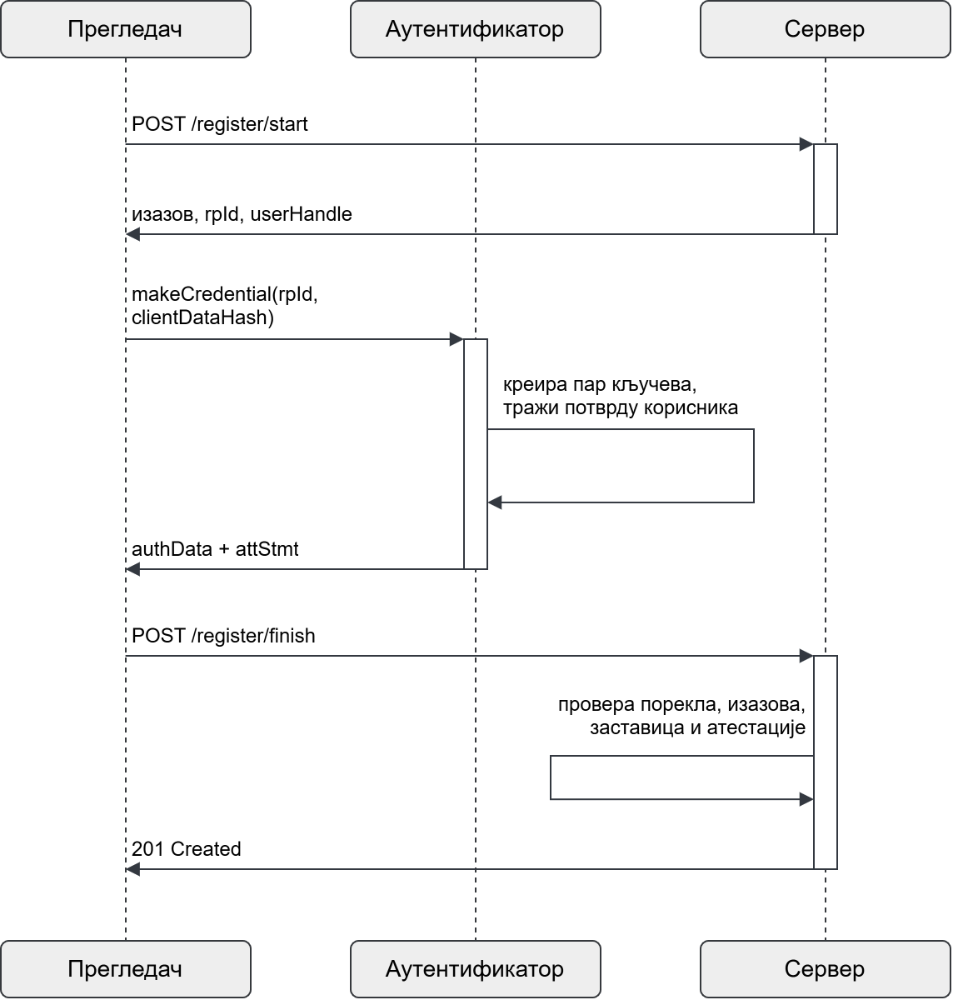 Прегледач
Аутентификатор
Сервер
POST /register/start
изазов, rpId, userHandle
makeCredential(rpId,
clientDataHash)
креира пар кључева,
тражи потврду корисника
authData + attStmt
POST /register/finish
провера порекла, изазова,
заставица и атестације
201 Created
Прегледач
Аутентификатор
Сервер